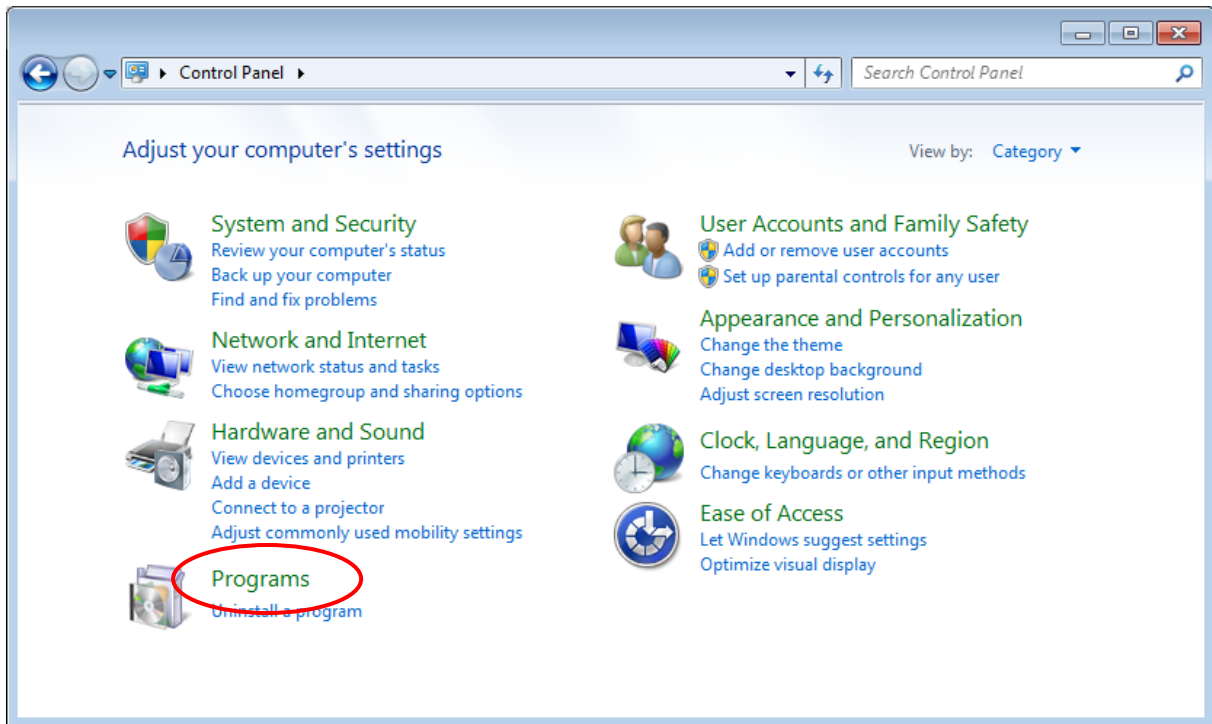 Control Panel
Search Control Panel
Adjust your computer's settings
View by: Category
System and Security
Review your computer's status
Back up your computer
Find and fix problems
Network and Internet
View network status and tasks
Choose homegroup and sharing options
Hardware and Sound
View devices and printers
Add a device
Connect to a projector
Adjust commonly used mobility settings
Programs
Uninstall a program
User Accounts and Family Safety
Add or remove user accounts
Set up parental controls for any user
Appearance and Personalization
Change the theme
Change desktop background
Adjust screen resolution
Clock, Language, and Region
Change keyboards or other input methods
Ease of Access
Let Windows suggest settings
Optimize visual display